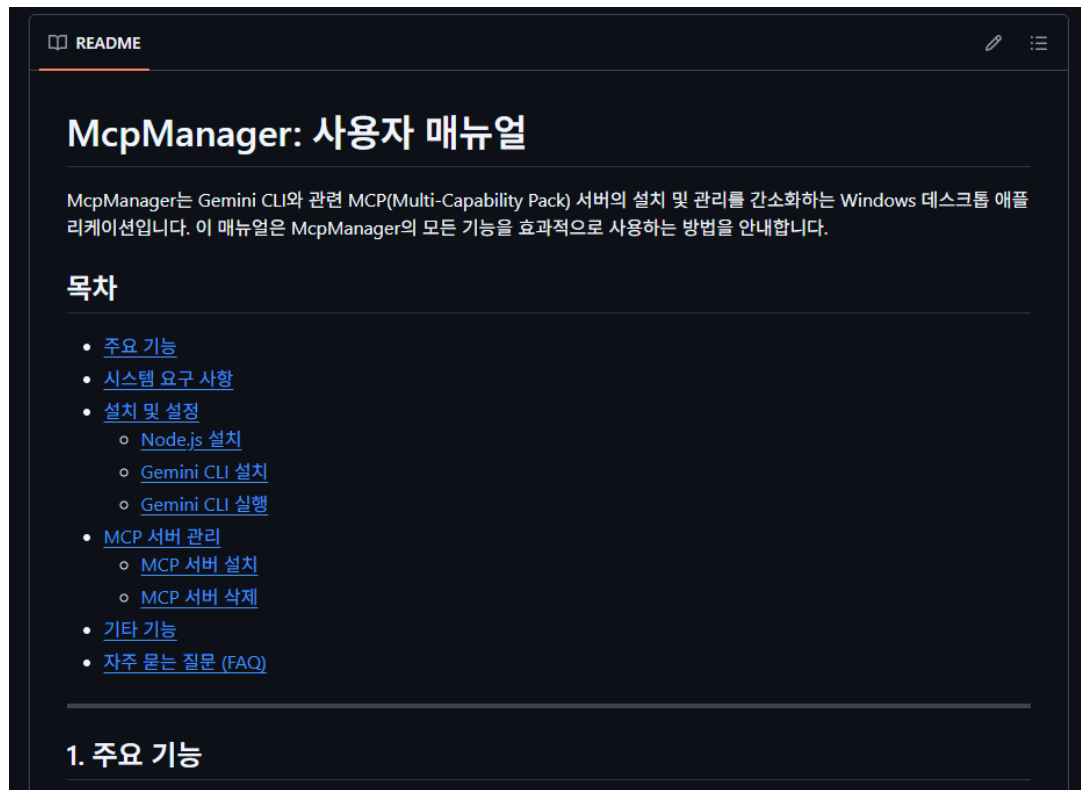 README
McpManager: 사용자 매뉴얼
McpManager는 Gemini CLI와 관련 MCP(Multi-Capability Pack) 서버의 설치 및 관리를 간소화하는 Windows 데스크톱 애플
리케이션입니다. 이 매뉴얼은 McpManager의 모든 기능을 효과적으로 사용하는 방법을 안내합니다.
목차
주요 기능
시스템 요구 사항
설치 및 설정
Node.js 설치
Gemini CLI 설치
Gemini CLI 실행
MCP 서버 관리
MCP 서버 설치
MCP 서버 삭제
기타 기능
자주 묻는 질문 (FAQ)
1. 주요 기능